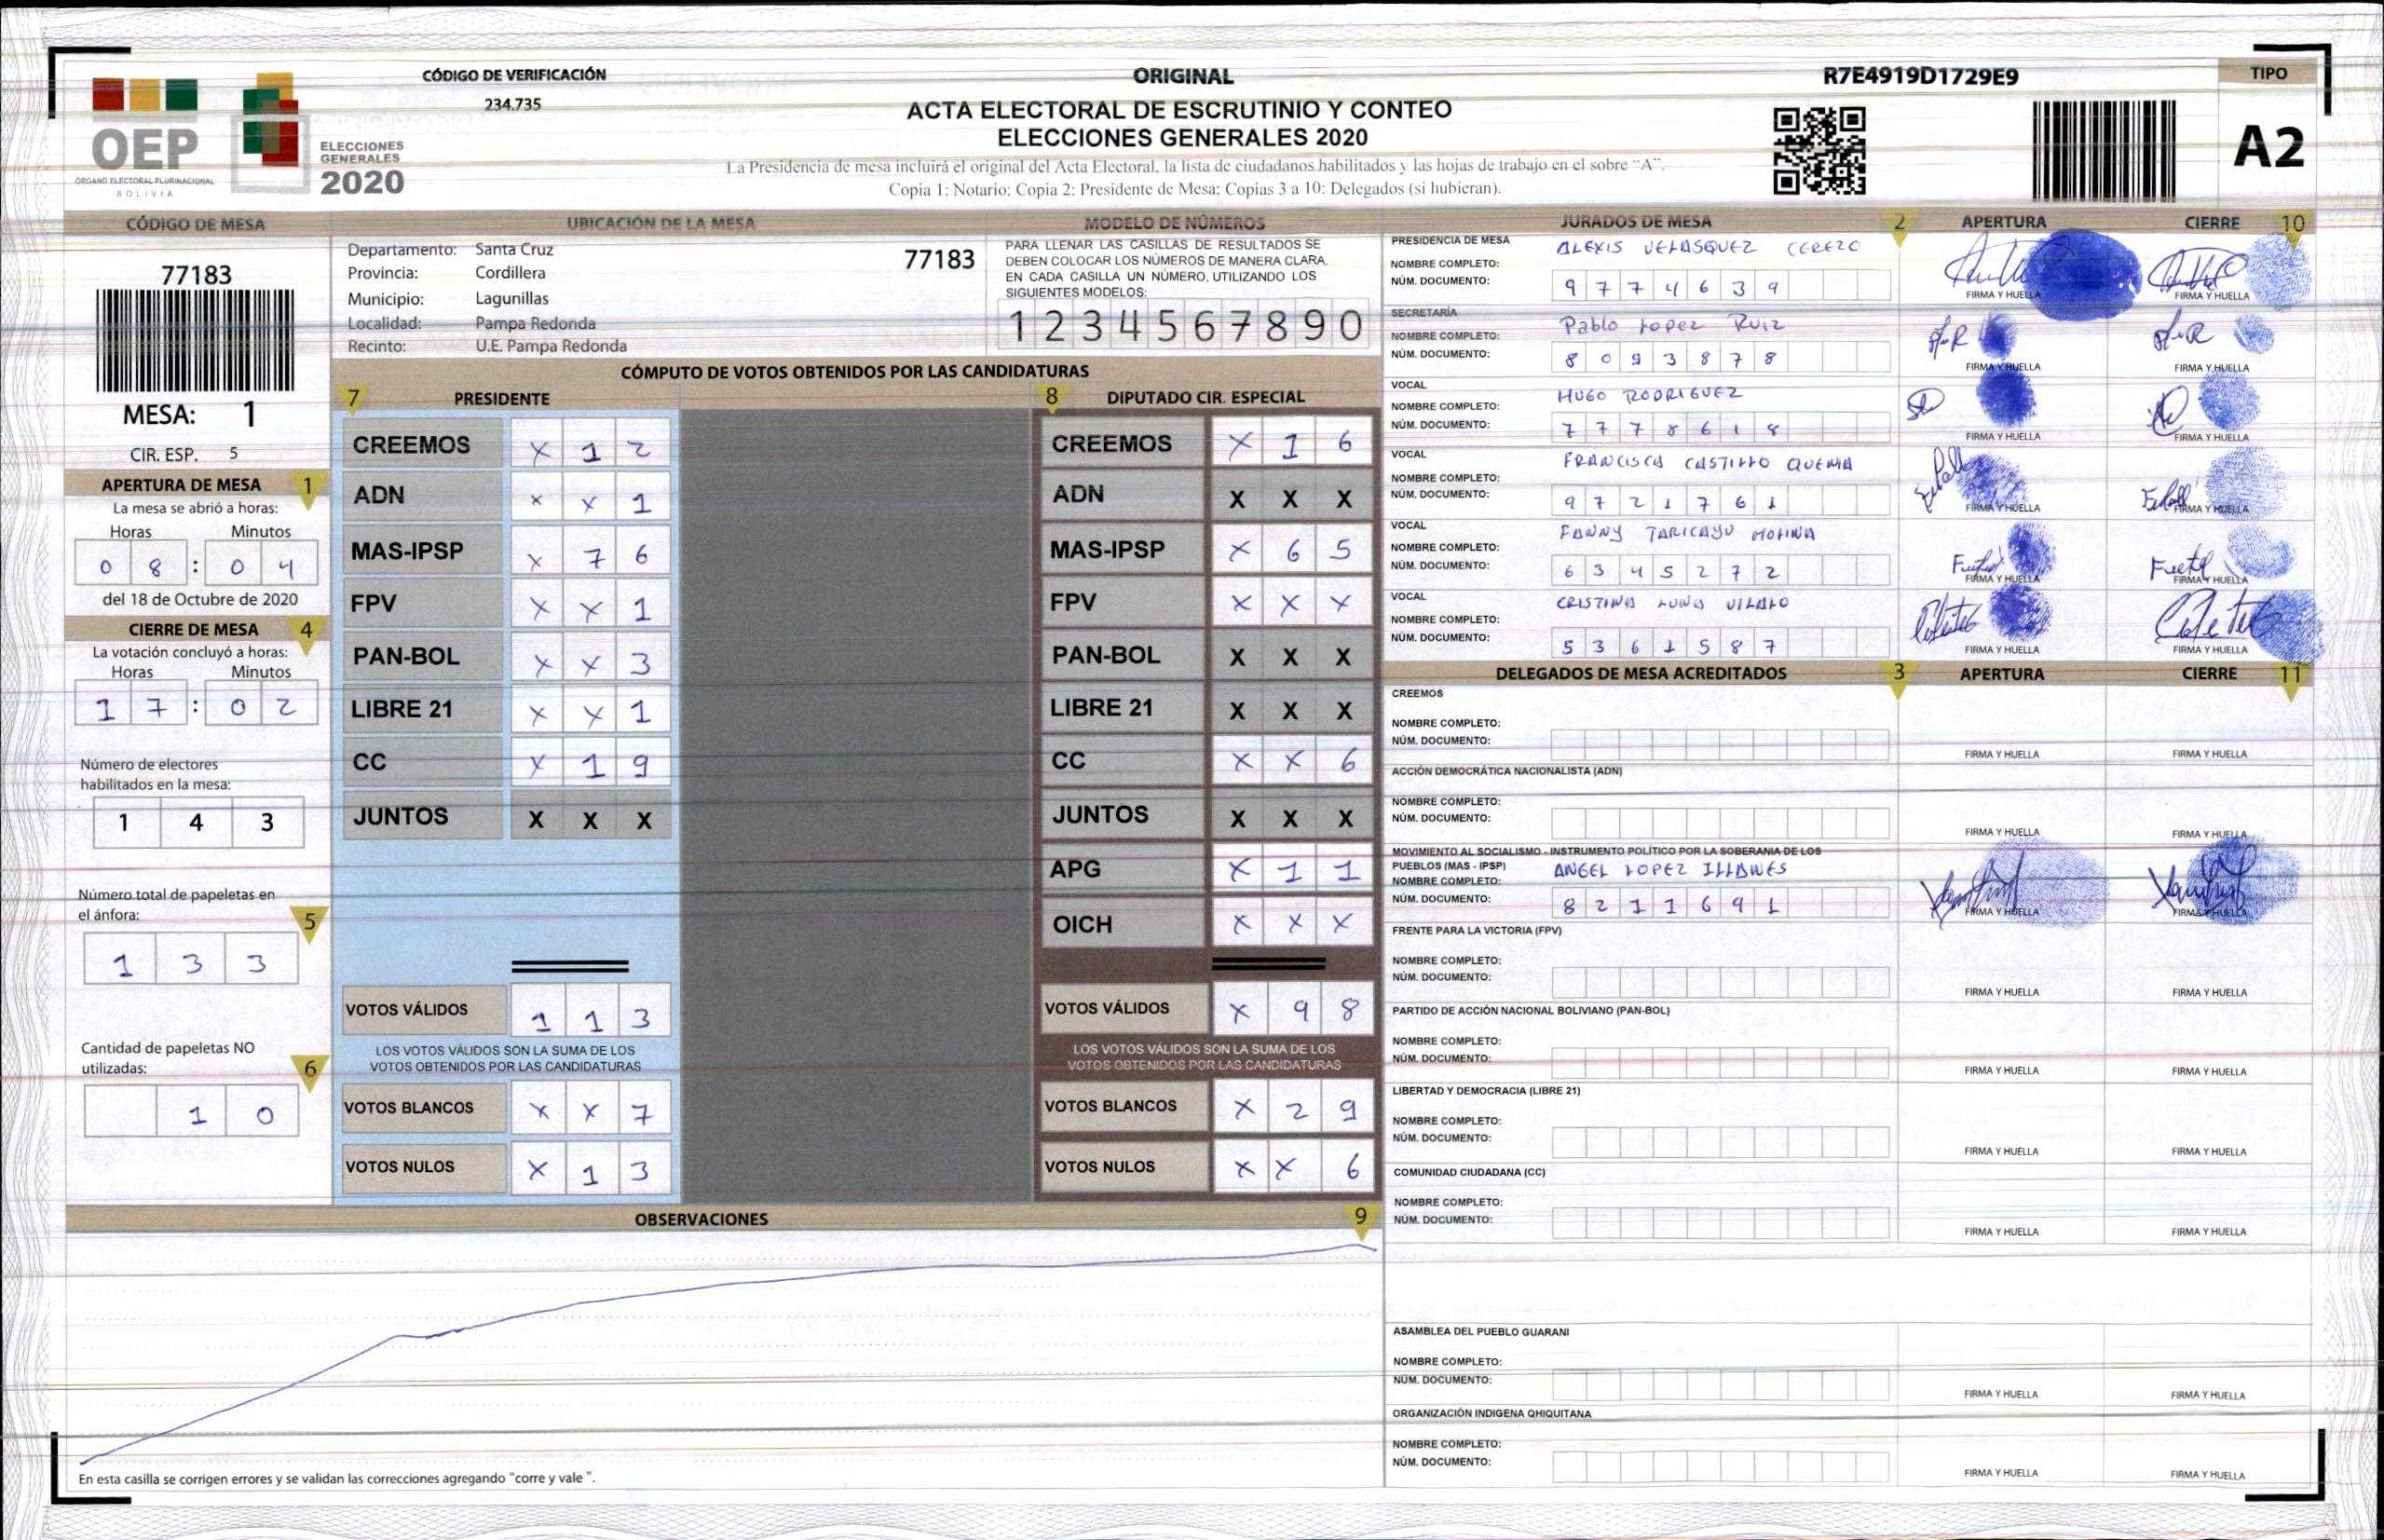 CÓDIGO DE VERIFICACIÓN
234.735
ORIGINAL
ACTA ELECTORAL DE ESCRUTINIO Y CONTEO
ELECCIONES GENERALES 2020
La Presidencia de mesa incluirá el original del Acta Electoral, la lista de ciudadanos habilitados y las hojas de trabajo en el sobre "A".
Copia 1: Notario; Copia 2: Presidente de Mesa; Copias 3 a 10: Delegados (si hubieran).
R7E4919D1729E9
TIPO
A2
OEP
ÓRGANO ELECTORAL PLURINACIONAL
BOLIVIA
ELECCIONES
GENERALES
2020
CÓDIGO DE MESA
77183
MESA: 1
CIR. ESP. 5
APERTURA DE MESA 1
La mesa se abrió a horas:
Horas Minutos
0 8 : 0 4
del 18 de Octubre de 2020
CIERRE DE MESA 4
La votación concluyó a horas:
Horas Minutos
1 7 : 0 2
Número de electores
habilitados en la mesa:
1 4 3
Número total de papeletas en
el ánfora:
5
1 3 3
Cantidad de papeletas NO
utilizadas:
6
1 0
UBICACIÓN DE LA MESA
Departamento: Santa Cruz
77183
Provincia: Cordillera
Municipio: Lagunillas
Localidad: Pampa Redonda
Recinto: U.E. Pampa Redonda
MODELO DE NÚMEROS
PARA LLENAR LAS CASILLAS DE RESULTADOS SE
DEBEN COLOCAR LOS NÚMEROS DE MANERA CLARA.
EN CADA CASILLA UN NÚMERO, UTILIZANDO LOS
SIGUIENTES MODELOS:
1 2 3 4 5 6 7 8 9 0
CÓMPUTO DE VOTOS OBTENIDOS POR LAS CANDIDATURAS
7 PRESIDENTE
CREEMOS X 1 2
ADN X X 1
MAS-IPSP X 7 6
FPV X X 1
PAN-BOL X X 3
LIBRE 21 X X 1
CC X 1 9
JUNTOS X X X
VOTOS VÁLIDOS 1 1 3
LOS VOTOS VÁLIDOS SON LA SUMA DE LOS
VOTOS OBTENIDOS POR LAS CANDIDATURAS
VOTOS BLANCOS X X 7
VOTOS NULOS X 1 3
8 DIPUTADO CIR. ESPECIAL
CREEMOS X 1 6
ADN X X X
MAS-IPSP X 6 5
FPV X X X
PAN-BOL X X X
LIBRE 21 X X X
CC X X 6
JUNTOS X X X
APG X 1 1
OICH X X X
VOTOS VÁLIDOS X 9 8
LOS VOTOS VÁLIDOS SON LA SUMA DE LOS
VOTOS OBTENIDOS POR LAS CANDIDATURAS
VOTOS BLANCOS X 2 9
VOTOS NULOS X X 6
OBSERVACIONES 9
En esta casilla se corrigen errores y se validan las correcciones agregando "corre y vale ".
JURADOS DE MESA 2 APERTURA CIERRE 10
PRESIDENCIA DE MESA
ALEXIS VELASQUEZ CEREZO
NOMBRE COMPLETO:
NÚM. DOCUMENTO: 9 7 7 4 6 3 9
FIRMA Y HUELLA FIRMA Y HUELLA
SECRETARÍA
Pablo Lopez Ruiz
NOMBRE COMPLETO:
NÚM. DOCUMENTO: 8 0 9 3 8 7 8
FIRMA Y HUELLA FIRMA Y HUELLA
VOCAL
HUGO RODRIGUEZ
NOMBRE COMPLETO:
NÚM. DOCUMENTO: 7 7 7 8 6 1 8
FIRMA Y HUELLA FIRMA Y HUELLA
VOCAL
FRANCISCA CASTILLO
NOMBRE COMPLETO:
NÚM. DOCUMENTO: 9 7 2 1 7 6 1
FIRMA Y HUELLA FIRMA Y HUELLA
VOCAL
FANNY TARICAYU MOLINA
NOMBRE COMPLETO:
NÚM. DOCUMENTO: 6 3 4 5 2 7 2
FIRMA Y HUELLA FIRMA Y HUELLA
VOCAL
CRISTINA LUNA
NOMBRE COMPLETO:
NÚM. DOCUMENTO: 5 3 6 1 5 8 7
FIRMA Y HUELLA FIRMA Y HUELLA
DELEGADOS DE MESA ACREDITADOS 3 APERTURA CIERRE 11
CREEMOS
NOMBRE COMPLETO:
NÚM. DOCUMENTO:
FIRMA Y HUELLA FIRMA Y HUELLA
ACCIÓN DEMOCRÁTICA NACIONALISTA (ADN)
NOMBRE COMPLETO:
NÚM. DOCUMENTO:
FIRMA Y HUELLA FIRMA Y HUELLA
MOVIMIENTO AL SOCIALISMO - INSTRUMENTO POLÍTICO POR LA SOBERANIA DE LOS
PUEBLOS (MAS - IPSP) ANGEL LOPEZ ILLANES
NOMBRE COMPLETO:
NÚM. DOCUMENTO: 8 2 1 1 6 9 1
FIRMA Y HUELLA FIRMA Y HUELLA
FRENTE PARA LA VICTORIA (FPV)
NOMBRE COMPLETO:
NÚM. DOCUMENTO:
FIRMA Y HUELLA FIRMA Y HUELLA
PARTIDO DE ACCIÓN NACIONAL BOLIVIANO (PAN-BOL)
NOMBRE COMPLETO:
NÚM. DOCUMENTO:
FIRMA Y HUELLA FIRMA Y HUELLA
LIBERTAD Y DEMOCRACIA (LIBRE 21)
NOMBRE COMPLETO:
NÚM. DOCUMENTO:
FIRMA Y HUELLA FIRMA Y HUELLA
COMUNIDAD CIUDADANA (CC)
NOMBRE COMPLETO:
NÚM. DOCUMENTO:
FIRMA Y HUELLA FIRMA Y HUELLA
ASAMBLEA DEL PUEBLO GUARANI
NOMBRE COMPLETO:
NÚM. DOCUMENTO:
FIRMA Y HUELLA FIRMA Y HUELLA
ORGANIZACIÓN INDIGENA QHIQUITANA
NOMBRE COMPLETO:
NÚM. DOCUMENTO:
FIRMA Y HUELLA FIRMA Y HUELLA